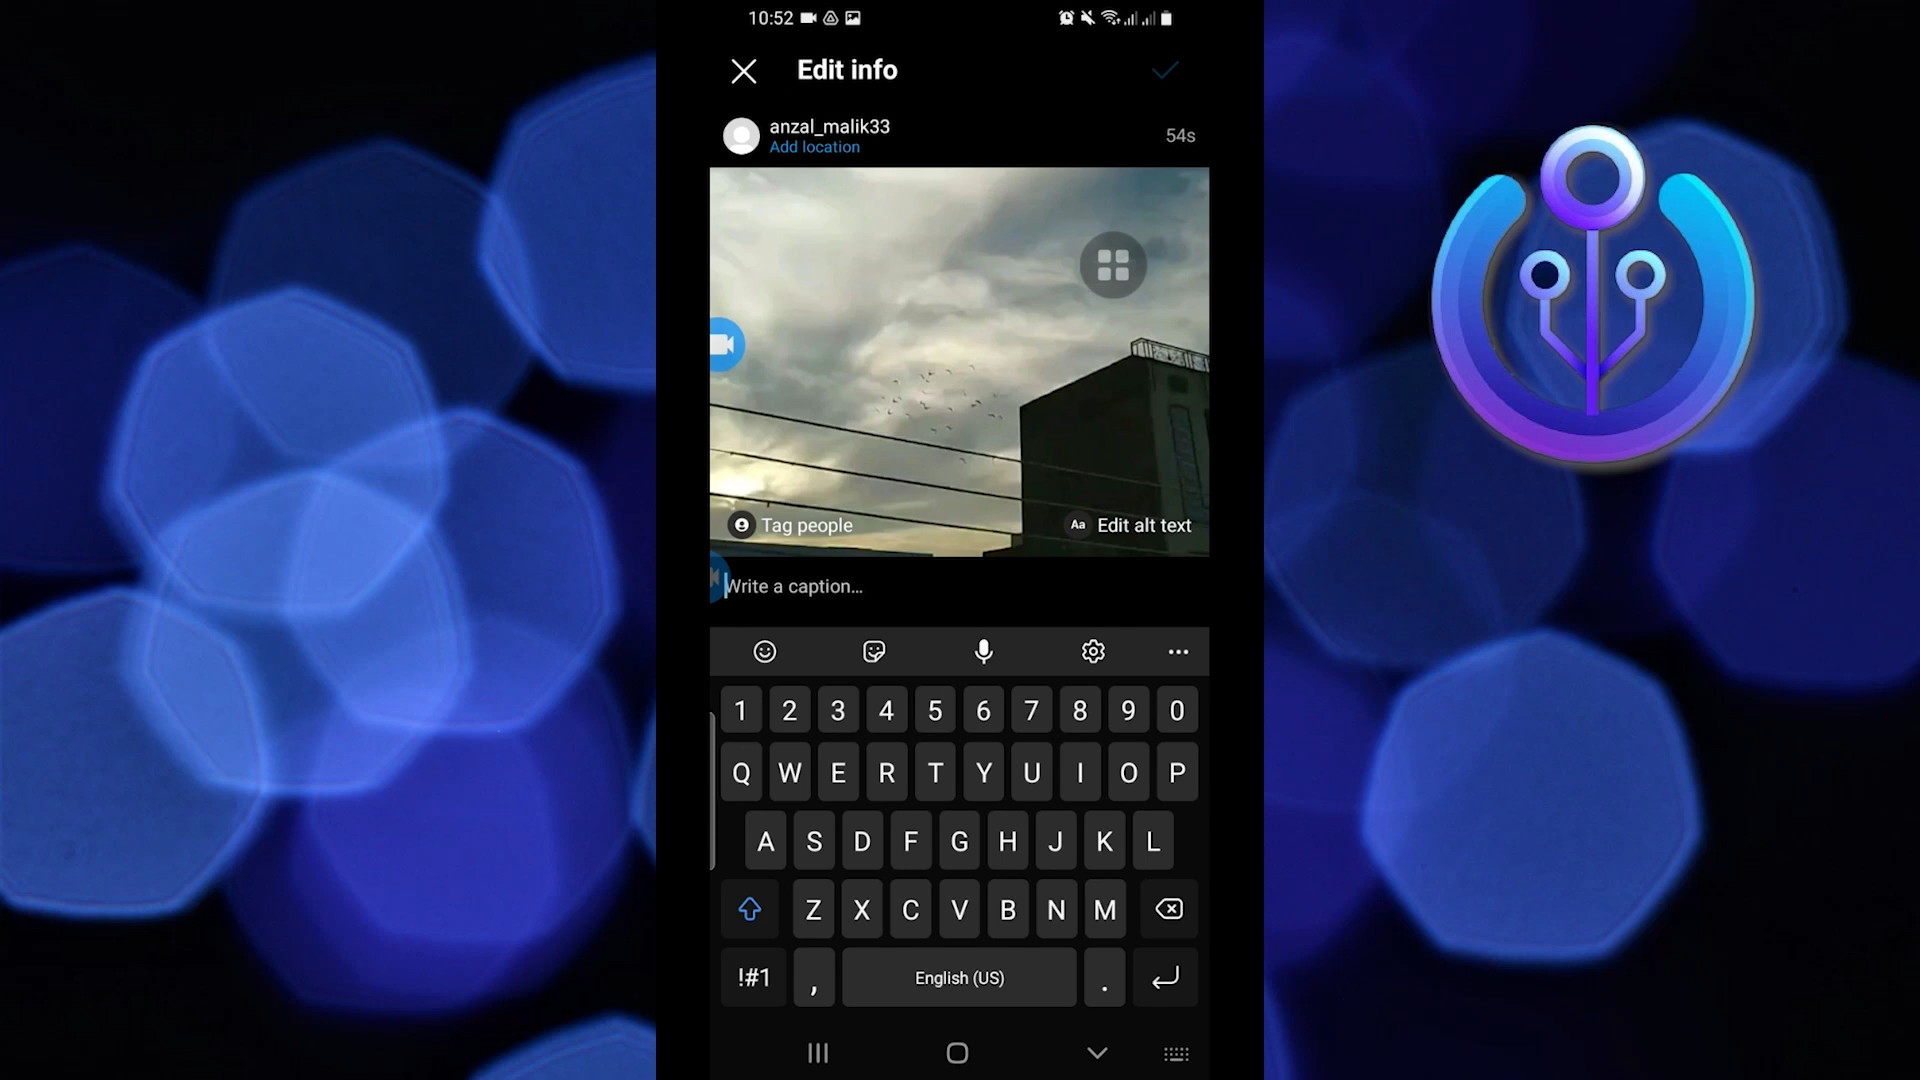 10:52
Edit info
anzal_malik33
Add location
54s
Tag people
Aa Edit alt text
Write a caption...
1 2 3 4 5 6 7 8 9 0
Q W E R T Y U I O P
A S D F G H J K L
Z X C V B N M
!#1 , English (US) .